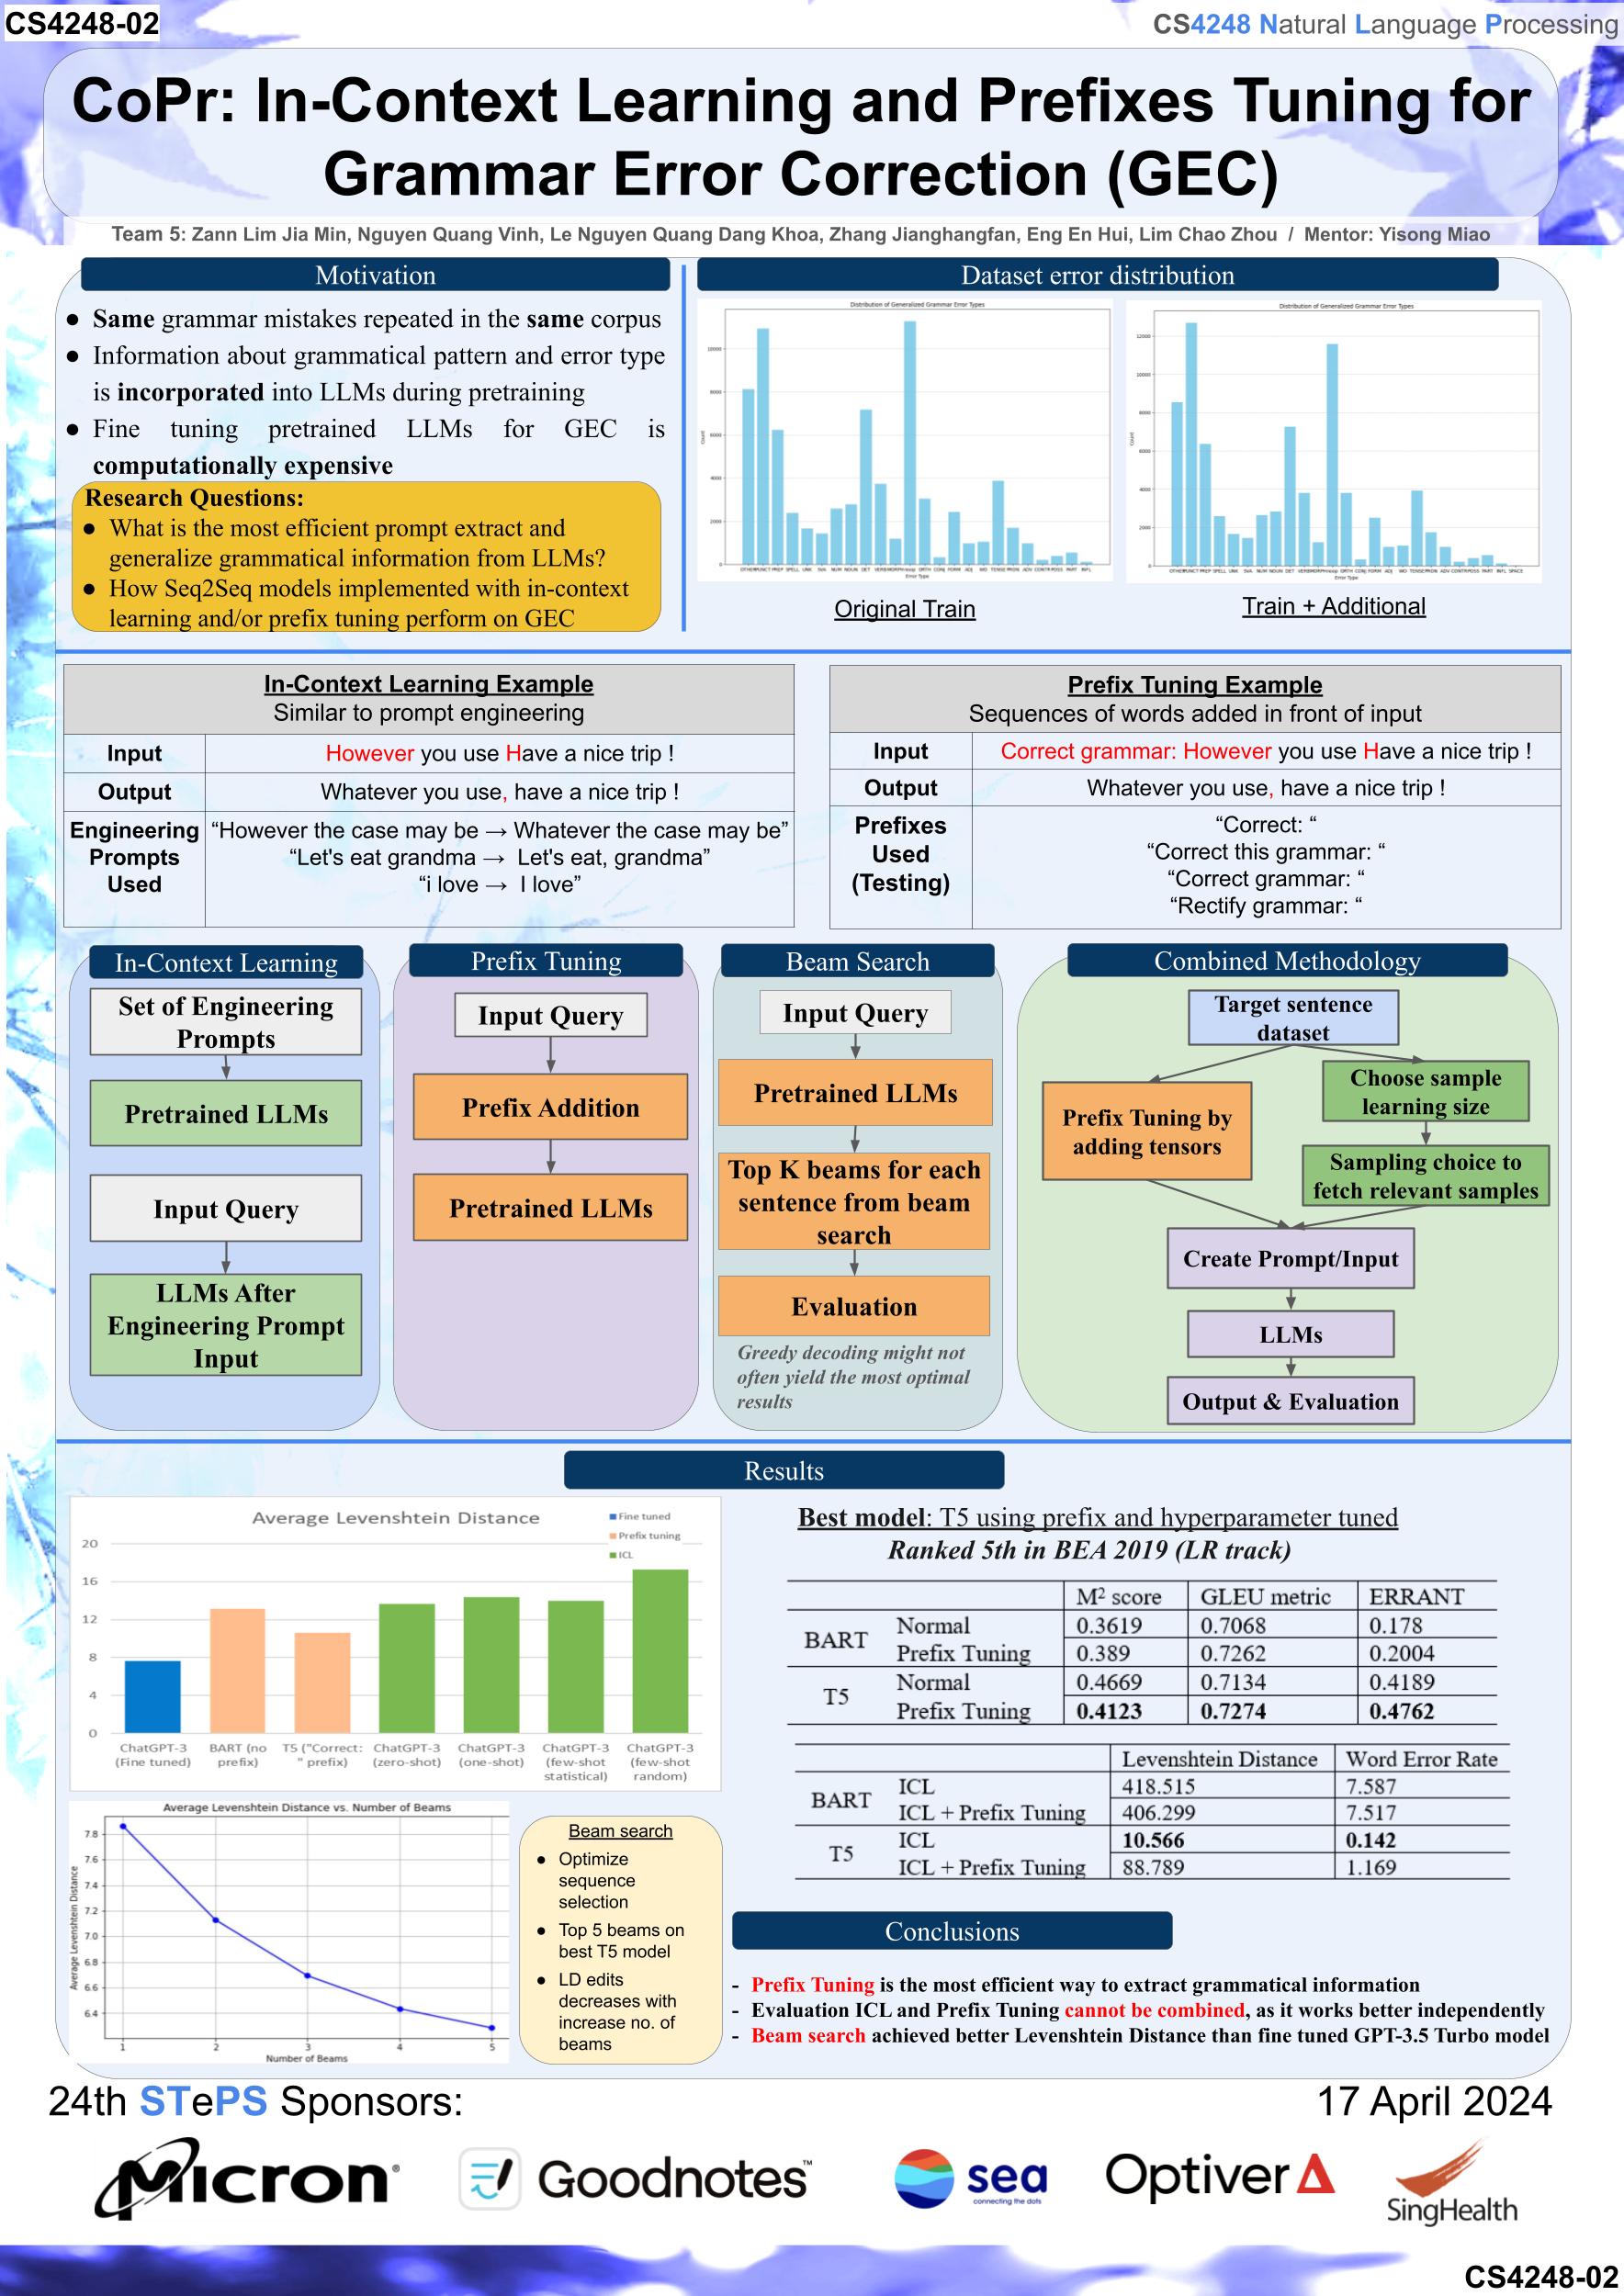 CS4248-02
CS4248 Natural Language Processing
CoPr: In-Context Learning and Prefixes Tuning for
Grammar Error Correction (GEC)
Team 5: Zann Lim Jia Min, Nguyen Quang Vinh, Le Nguyen Quang Dang Khoa, Zhang Jianghangfan, Eng En Hui, Lim Chao Zhou / Mentor: Yisong Miao
Motivation
● Same grammar mistakes repeated in the same corpus
● Information about grammatical pattern and error type
is incorporated into LLMs during pretraining
● Fine tuning pretrained LLMs for GEC is
computationally expensive
Research Questions:
● What is the most efficient prompt extract and
generalize grammatical information from LLMs?
● How Seq2Seq models implemented with in-context
learning and/or prefix tuning perform on GEC
Dataset error distribution
Distribution of Generalized Grammar Error Types
Count
10000
8000
6000
4000
2000
0
Error Type
Original Train
Distribution of Generalized Grammar Error Types
Count
12000
10000
8000
6000
4000
2000
0
Error Type
Train + Additional
In-Context Learning Example
Similar to prompt engineering
Input However you use Have a nice trip !
Output Whatever you use, have a nice trip !
Engineering Prompts Used
“However the case may be → Whatever the case may be”
“Let's eat grandma → Let's eat, grandma”
“i love → I love”
Prefix Tuning Example
Sequences of words added in front of input
Input Correct grammar: However you use Have a nice trip !
Output Whatever you use, have a nice trip !
Prefixes Used (Testing)
“Correct: “
“Correct this grammar: “
“Correct grammar: “
“Rectify grammar: “
In-Context Learning
Set of Engineering
Prompts
Pretrained LLMs
Input Query
LLMs After
Engineering Prompt
Input
Prefix Tuning
Input Query
Prefix Addition
Pretrained LLMs
Beam Search
Input Query
Pretrained LLMs
Top K beams for each
sentence from beam
search
Evaluation
Greedy decoding might not
often yield the most optimal
results
Combined Methodology
Target sentence
dataset
Prefix Tuning by
adding tensors
Choose sample
learning size
Sampling choice to
fetch relevant samples
Create Prompt/Input
LLMs
Output & Evaluation
Results
Average Levenshtein Distance
Fine tuned
Prefix tuning
ICL
20
16
12
8
4
0
ChatGPT-3 (Fine tuned)
BART (no prefix)
T5 ("Correct: " prefix)
ChatGPT-3 (zero-shot)
ChatGPT-3 (one-shot)
ChatGPT-3 (few-shot statistical)
ChatGPT-3 (few-shot random)
Average Levenshtein Distance vs. Number of Beams
Average Levenshtein Distance
7.8
7.6
7.4
7.2
7.0
6.8
6.6
6.4
1 2 3 4 5
Number of Beams
Beam search
● Optimize
sequence
selection
● Top 5 beams on
best T5 model
● LD edits
decreases with
increase no. of
beams
Best model: T5 using prefix and hyperparameter tuned
Ranked 5th in BEA 2019 (LR track)
M² score GLEU metric ERRANT
BART Normal 0.3619 0.7068 0.178
Prefix Tuning 0.389 0.7262 0.2004
T5 Normal 0.4669 0.7134 0.4189
Prefix Tuning 0.4123 0.7274 0.4762
Levenshtein Distance Word Error Rate
BART ICL 418.515 7.587
ICL + Prefix Tuning 406.299 7.517
T5 ICL 10.566 0.142
ICL + Prefix Tuning 88.789 1.169
Conclusions
- Prefix Tuning is the most efficient way to extract grammatical information
- Evaluation ICL and Prefix Tuning cannot be combined, as it works better independently
- Beam search achieved better Levenshtein Distance than fine tuned GPT-3.5 Turbo model
24th STePS Sponsors:
17 April 2024
Micron®
Goodnotes™
sea
connecting the dots
Optiver
SingHealth
CS4248-02